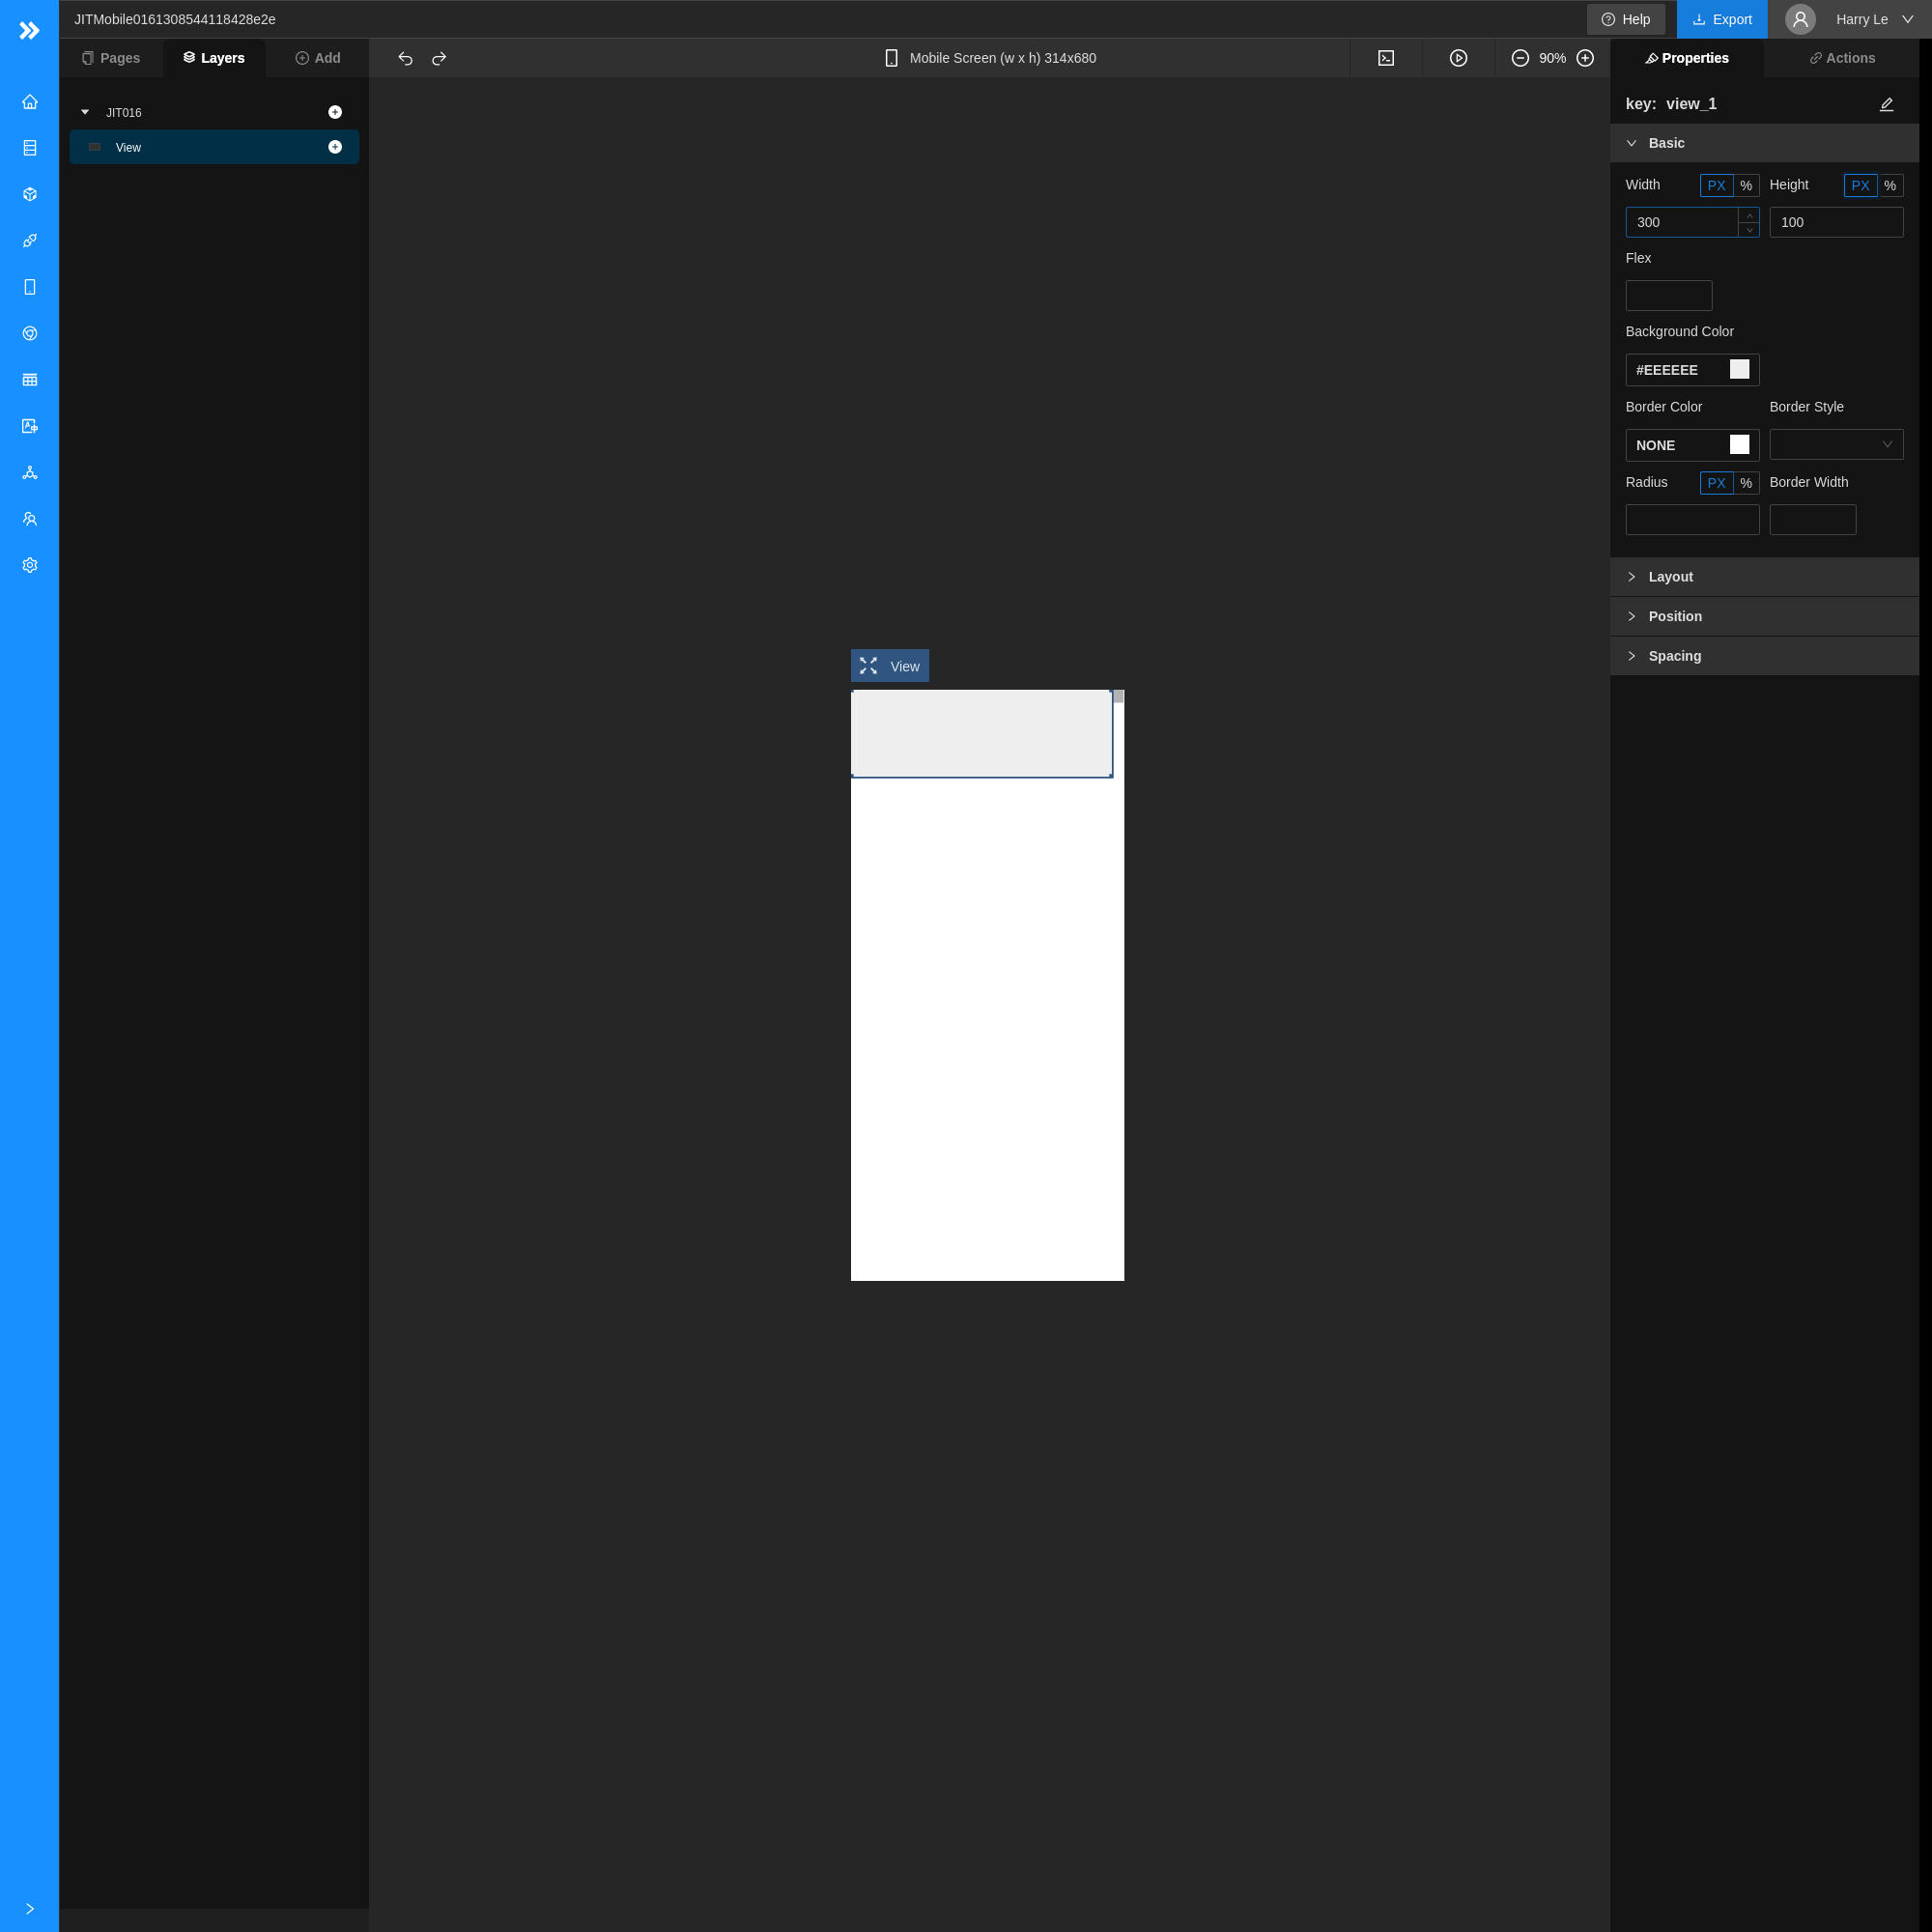 JITMobile0161308544118428e2e
Help
Export
Harry Le
Pages
Layers
Add
Mobile Screen (w x h) 314x680
90%
Properties
Actions
JIT016
View
key: view_1
Basic
Width PX % Height PX %
300 100
Flex
Background Color
#EEEEEE
Border Color Border Style
NONE
Radius PX % Border Width
Layout
Position
Spacing
View